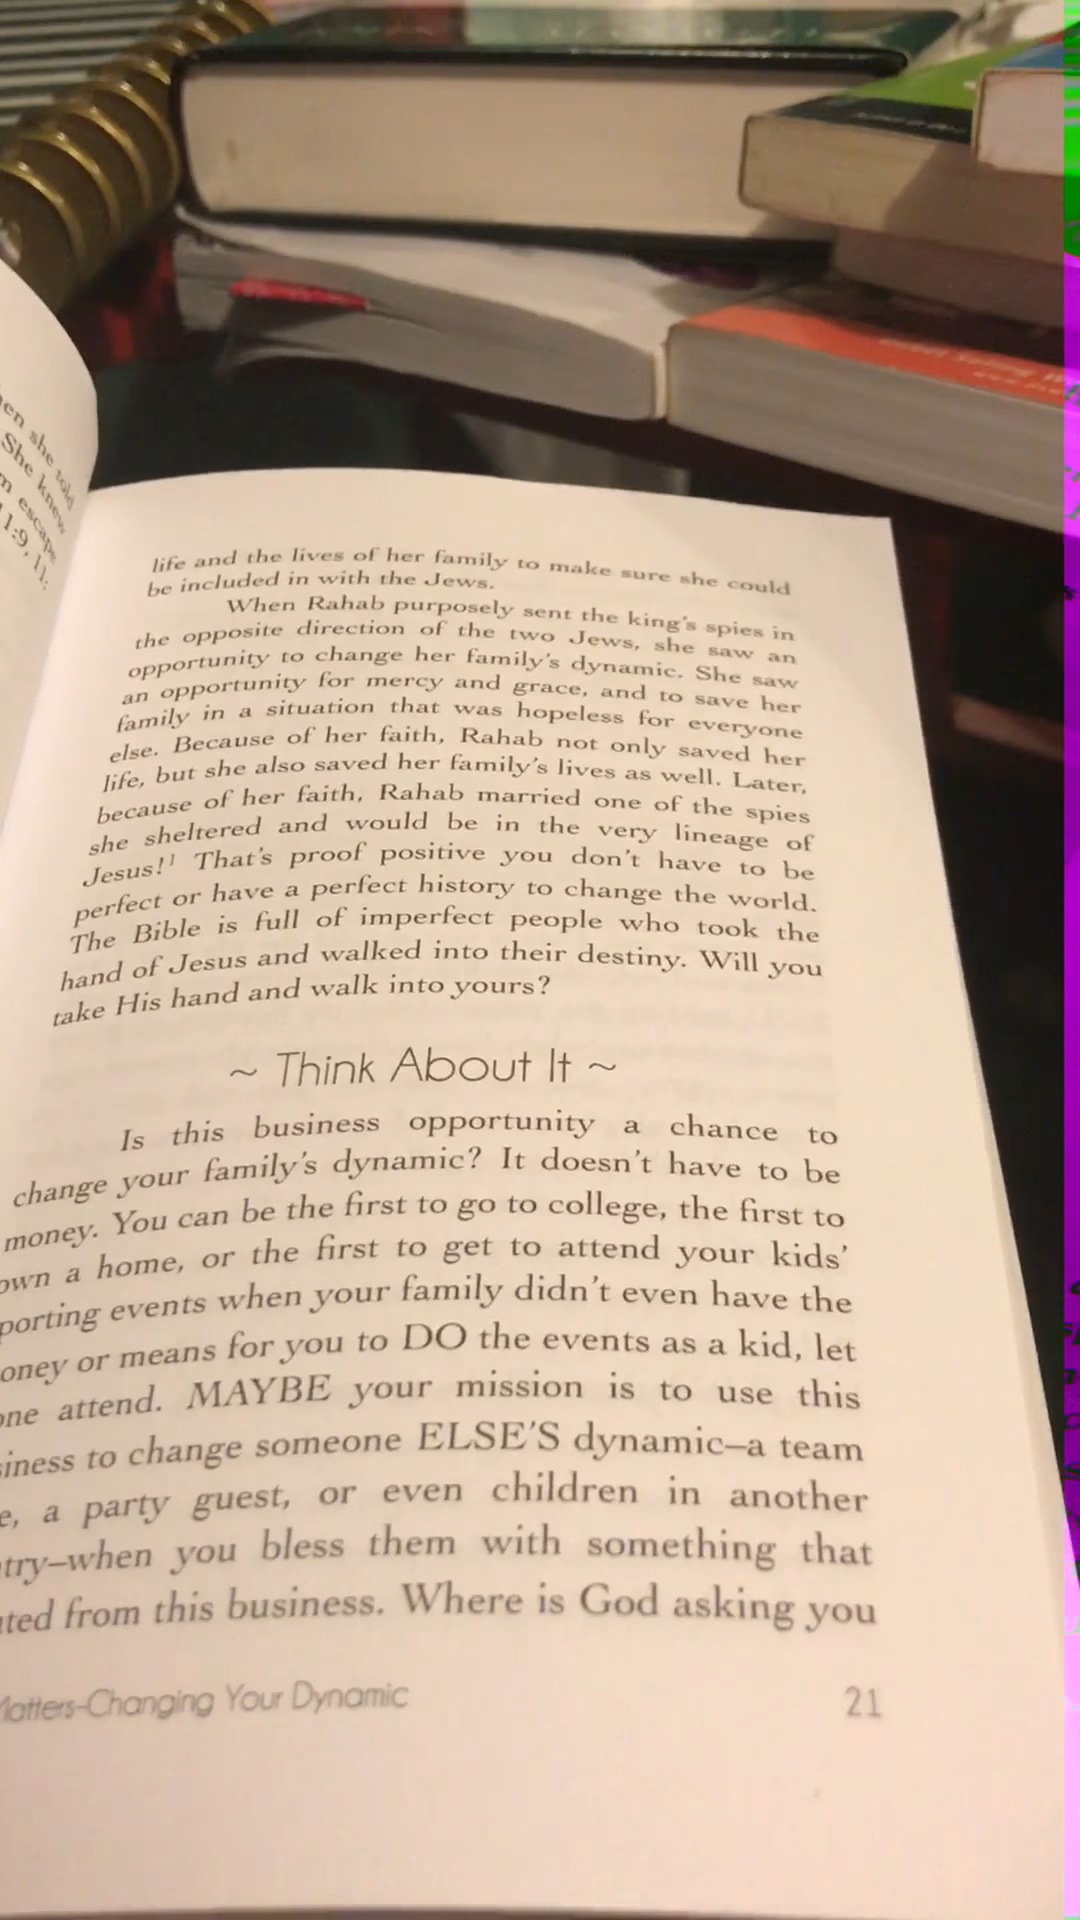 en she told
She knew
m escape
11:9, 11:
life and the lives of her family to make sure she could
be included in with the Jews.
When Rahab purposely sent the king's spies in
the opposite direction of the two Jews, she saw an
opportunity to change her family's dynamic. She saw
an opportunity for mercy and grace, and to save her
family in a situation that was hopeless for everyone
else. Because of her faith, Rahab not only saved her
life, but she also saved her family's lives as well. Later,
because of her faith, Rahab married one of the spies
she sheltered and would be in the very lineage of
Jesus!¹ That's proof positive you don't have to be
perfect or have a perfect history to change the world.
The Bible is full of imperfect people who took the
hand of Jesus and walked into their destiny. Will you
take His hand and walk into yours?
~ Think About It ~
Is this business opportunity a chance to
change your family's dynamic? It doesn't have to be
money. You can be the first to go to college, the first to
own a home, or the first to get to attend your kids'
porting events when your family didn't even have the
oney or means for you to DO the events as a kid, let
one attend. MAYBE your mission is to use this
siness to change someone ELSE'S dynamic–a team
e, a party guest, or even children in another
try–when you bless them with something that
ted from this business. Where is God asking you
Matters-Changing Your Dynamic
21